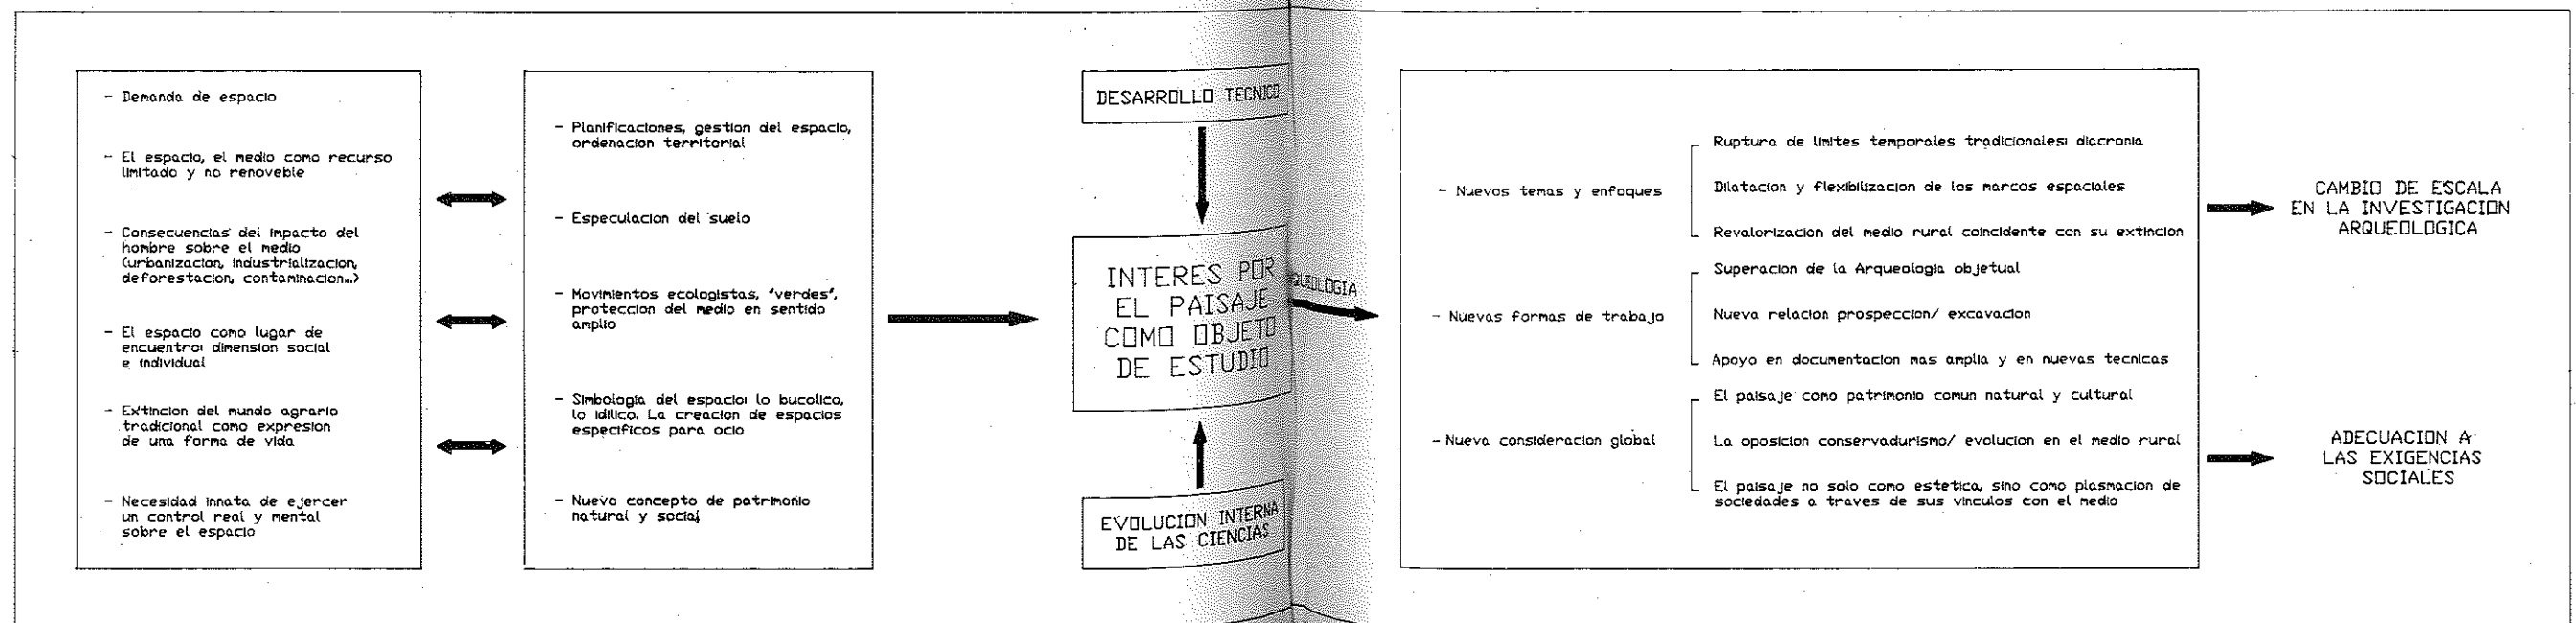 - Demanda de espacio
- El espacio, el medio como recurso
limitado y no renoveble
- Consecuencias del impacto del
hombre sobre el medio
(urbanizacion, industrializacion,
deforestacion, contaminacion...)
- El espacio como lugar de
encuentro: dimension social
e individual
- Extincion del mundo agrario
tradicional como expresion
de una forma de vida
- Necesidad innata de ejercer
un control real y mental
sobre el espacio
- Planificaciones, gestion del espacio,
ordenacion territorial
- Especulacion del suelo
- Movimientos ecologistas, "verdes",
proteccion del medio en sentido
amplio
- Simbologia del espacio: lo bucolico,
lo idilico. La creacion de espacios
especificos para ocio
- Nuevo concepto de patrimonio
natural y social
DESARROLLO TECNICO
INTERES POR
EL PAISAJE
COMO OBJETO
DE ESTUDIO
EVOLUCION INTERNA
DE LAS CIENCIAS
QUEOLOGIA
- Nuevos temas y enfoques
Ruptura de limites temporales tradicionales: diacronia
Dilatacion y flexibilizacion de los marcos espaciales
Revalorizacion del medio rural coincidente con su extincion
- Nuevas formas de trabajo
Superacion de la Arqueologia objetual
Nueva relacion prospeccion/ excavacion
Apoyo en documentacion mas amplia y en nuevas tecnicas
- Nueva consideracion global
El paisaje como patrimonio comun natural y cultural
La oposicion conservadurismo/ evolucion en el medio rural
El paisaje no solo como estetica, sino como plasmacion de
sociedades a traves de sus vinculos con el medio
CAMBIO DE ESCALA
EN LA INVESTIGACION
ARQUEOLOGICA
ADECUACION A
LAS EXIGENCIAS
SOCIALES